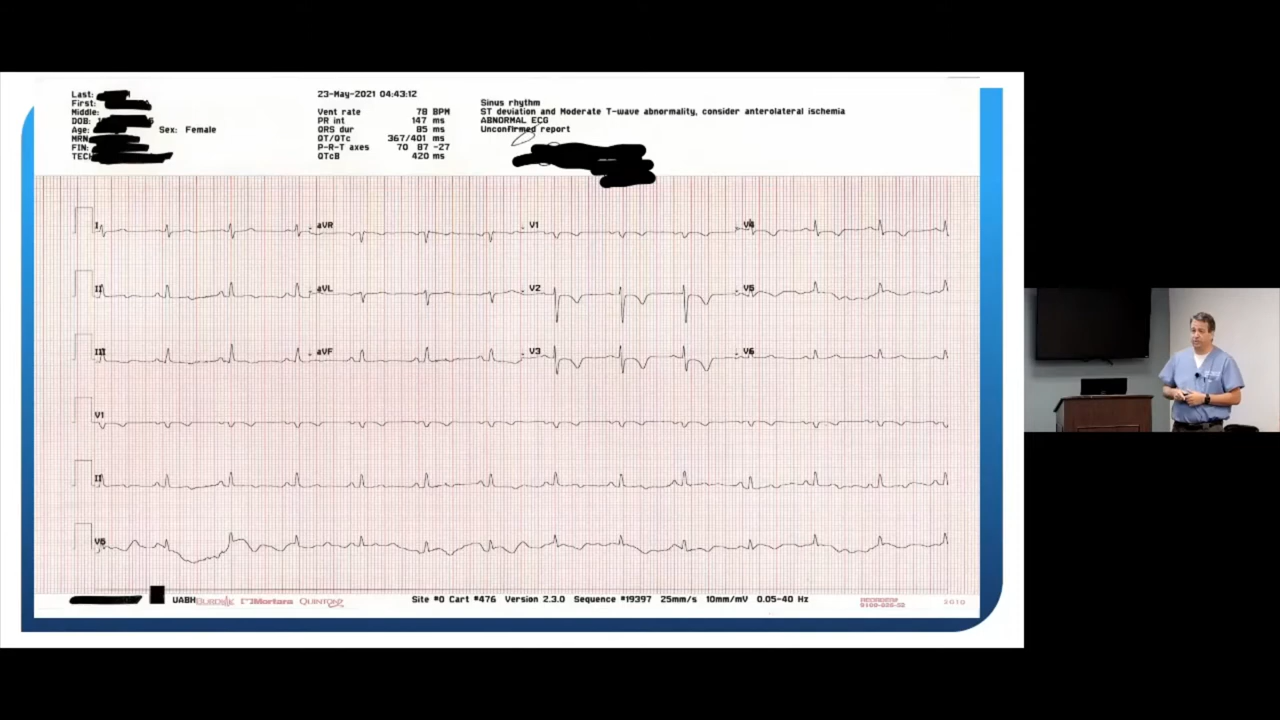 Last:
First:
Middle:
DOB:
Age: Sex: Female
MRN:
FIN:
TECH
23-May-2021 04:43:12
Vent rate 78 BPM
PR int 147 ms
QRS dur 85 ms
QT/QTc 367/401 ms
P-R-T axes 70 87 -27
QTcB 420 ms
Sinus rhythm
ST deviation and Moderate T-wave abnormality, consider anterolateral ischemia
ABNORMAL ECG
Unconfirmed report
I aVR V1 V4
II aVL V2 V5
III aVF V3 V6
V1
II
V5
UABH BURDICK Mortara QUINTON Site #0 Cart #476 Version 2.3.0 Sequence #19397 25mm/s 10mm/mV 0.05-40 Hz
2010